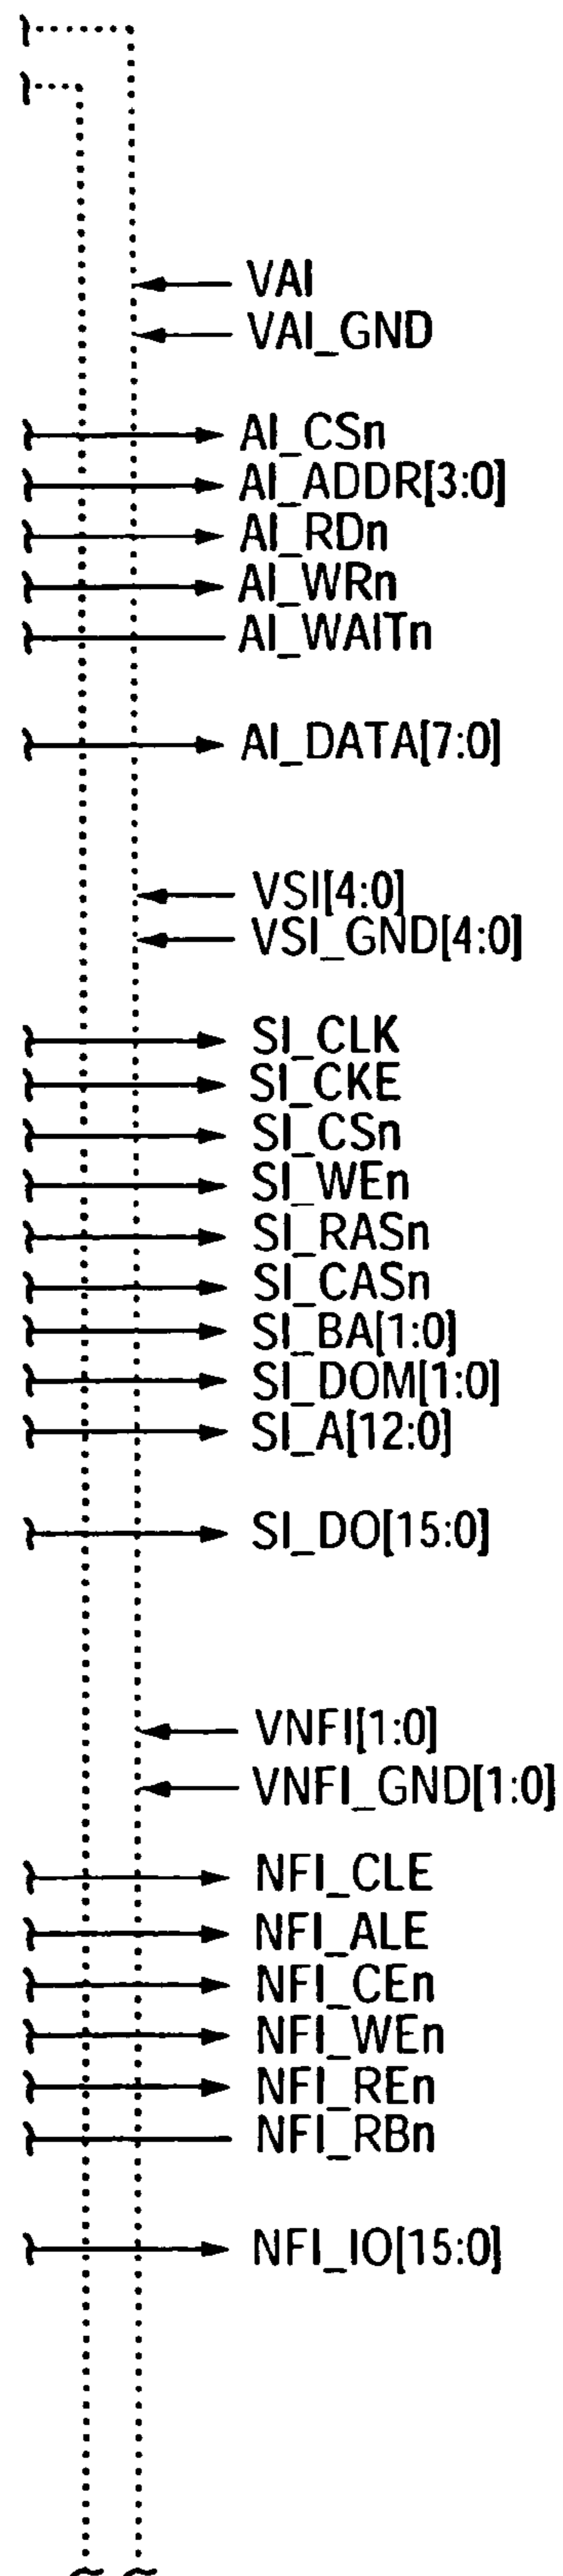 VAI
VAI_GND
AI_CSn
AI_ADDR[3:0]
AI_RDn
AI_WRn
AI_WAITn
AI_DATA[7:0]
VSI[4:0]
VSI_GND[4:0]
SI_CLK
SI_CKE
SI_CSn
SI_WEn
SI_RASn
SI_CASn
SI_BA[1:0]
SI_DOM[1:0]
SI_A[12:0]
SI_DO[15:0]
VNFI[1:0]
VNFI_GND[1:0]
NFI_CLE
NFI_ALE
NFI_CEn
NFI_WEn
NFI_REn
NFI_RBn
NFI_IO[15:0]